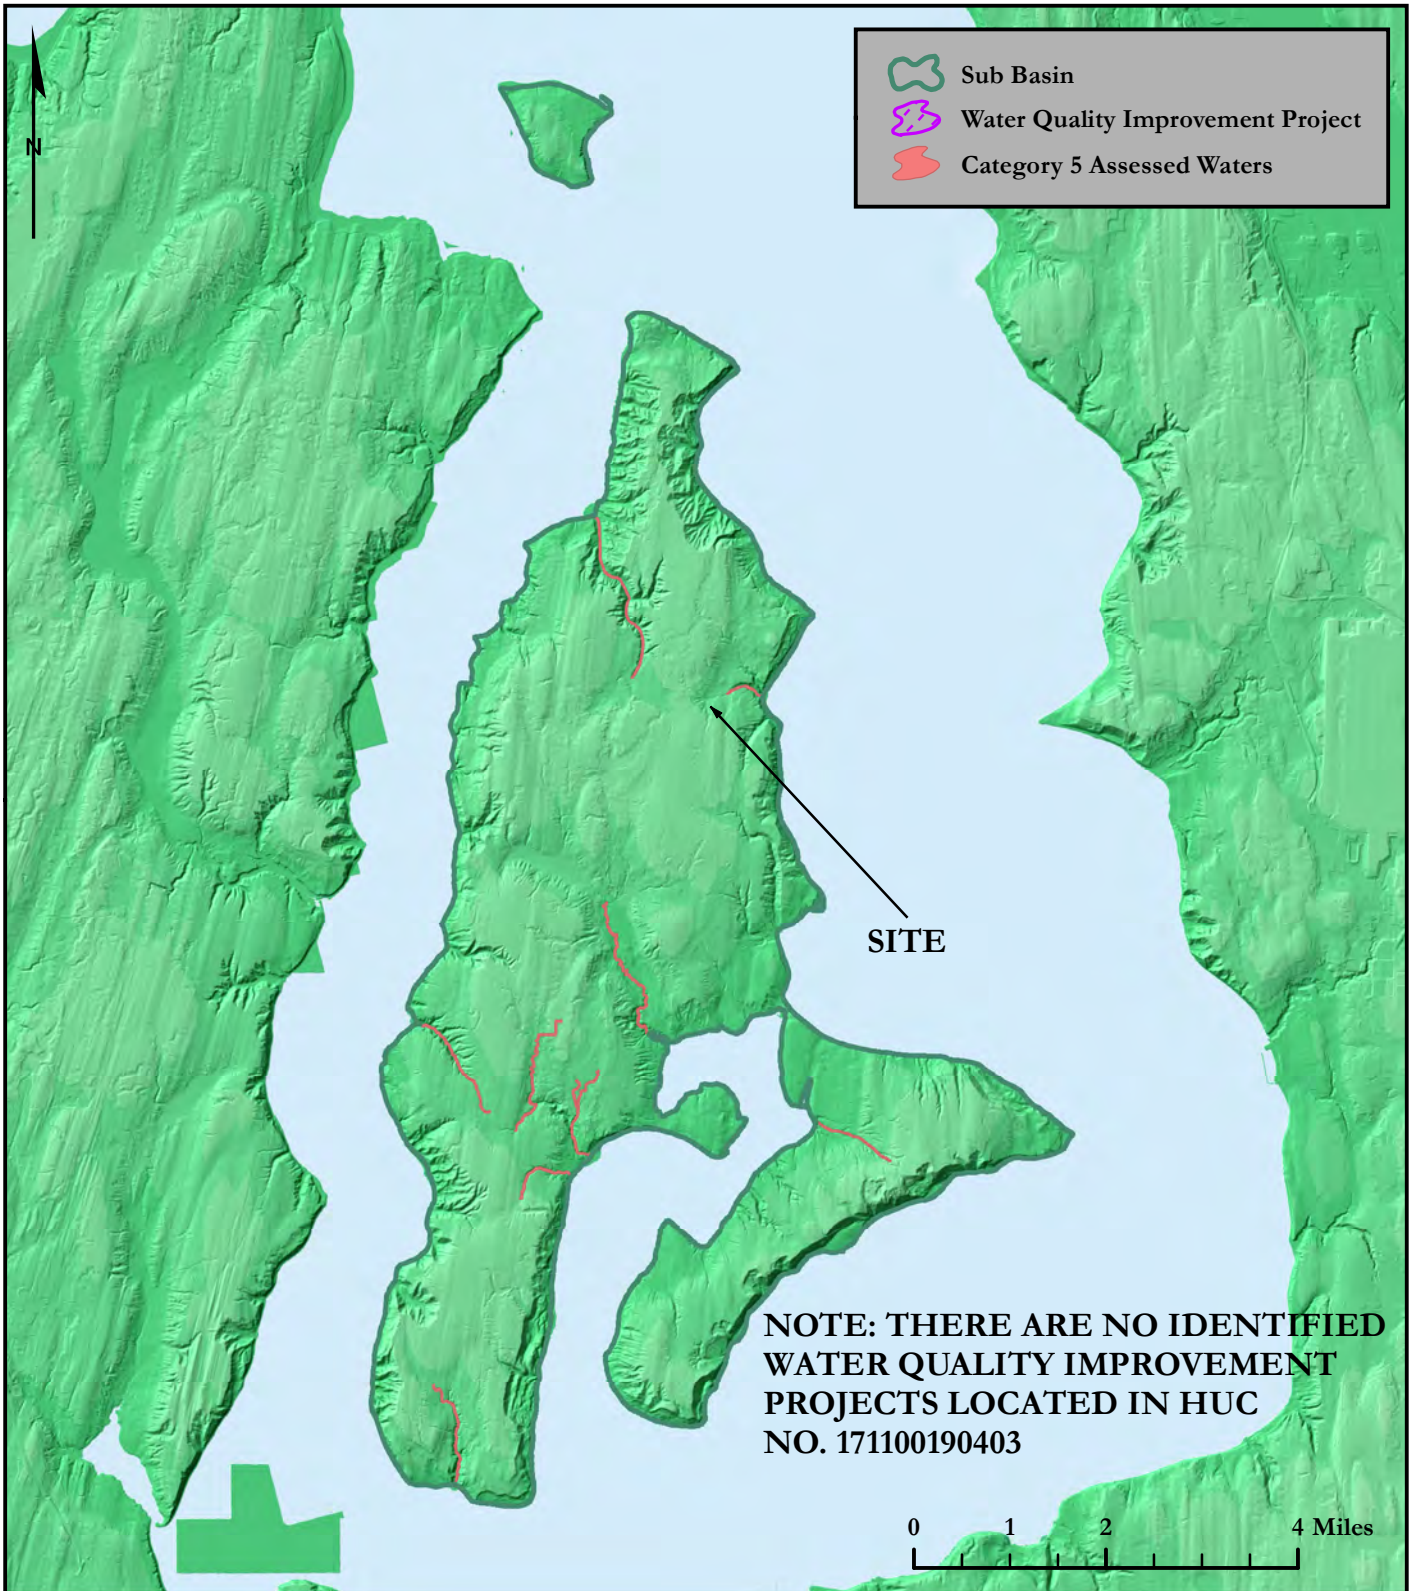 N
Sub Basin
Water Quality Improvement Project
Category 5 Assessed Waters
SITE
NOTE: THERE ARE NO IDENTIFIED
WATER QUALITY IMPROVEMENT
PROJECTS LOCATED IN HUC
NO. 171100190403
0 1 2 4 Miles